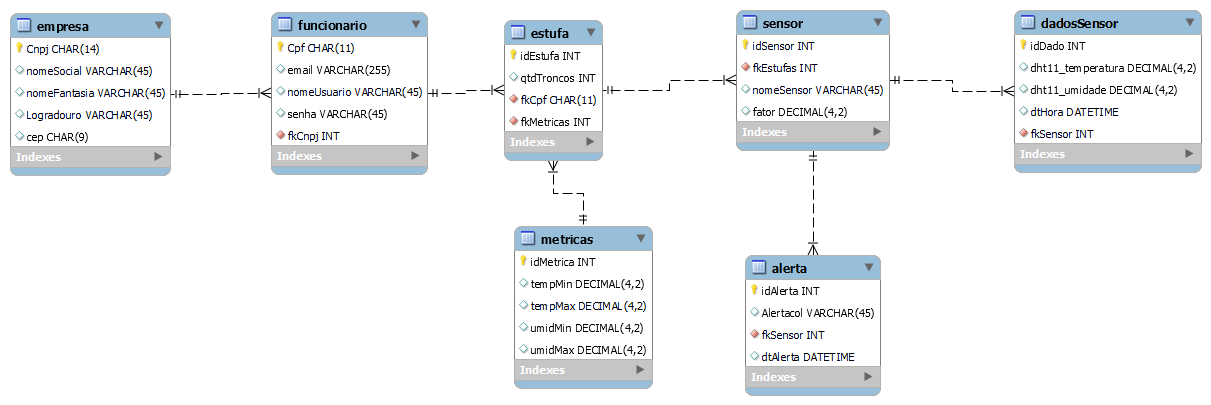 empresa
Cnpj CHAR(14)
nomeSocial VARCHAR(45)
nomeFantasia VARCHAR(45)
Logradouro VARCHAR(45)
cep CHAR(9)
Indexes
funcionario
Cpf CHAR(11)
email VARCHAR(255)
nomeUsuario VARCHAR(45)
senha VARCHAR(45)
fkCnpj INT
Indexes
estufa
idEstufa INT
qtdTroncos INT
fkCpf CHAR(11)
fkMetricas INT
Indexes
sensor
idSensor INT
fkEstufas INT
nomeSensor VARCHAR(45)
fator DECIMAL(4,2)
Indexes
dadosSensor
idDado INT
dht11_temperatura DECIMAL(4,2)
dht11_umidade DECIMAL(4,2)
dtHora DATETIME
fkSensor INT
Indexes
metricas
idMetrica INT
tempMin DECIMAL(4,2)
tempMax DECIMAL(4,2)
umidMin DECIMAL(4,2)
umidMax DECIMAL(4,2)
Indexes
alerta
idAlerta INT
Alertacol VARCHAR(45)
fkSensor INT
dtAlerta DATETIME
Indexes